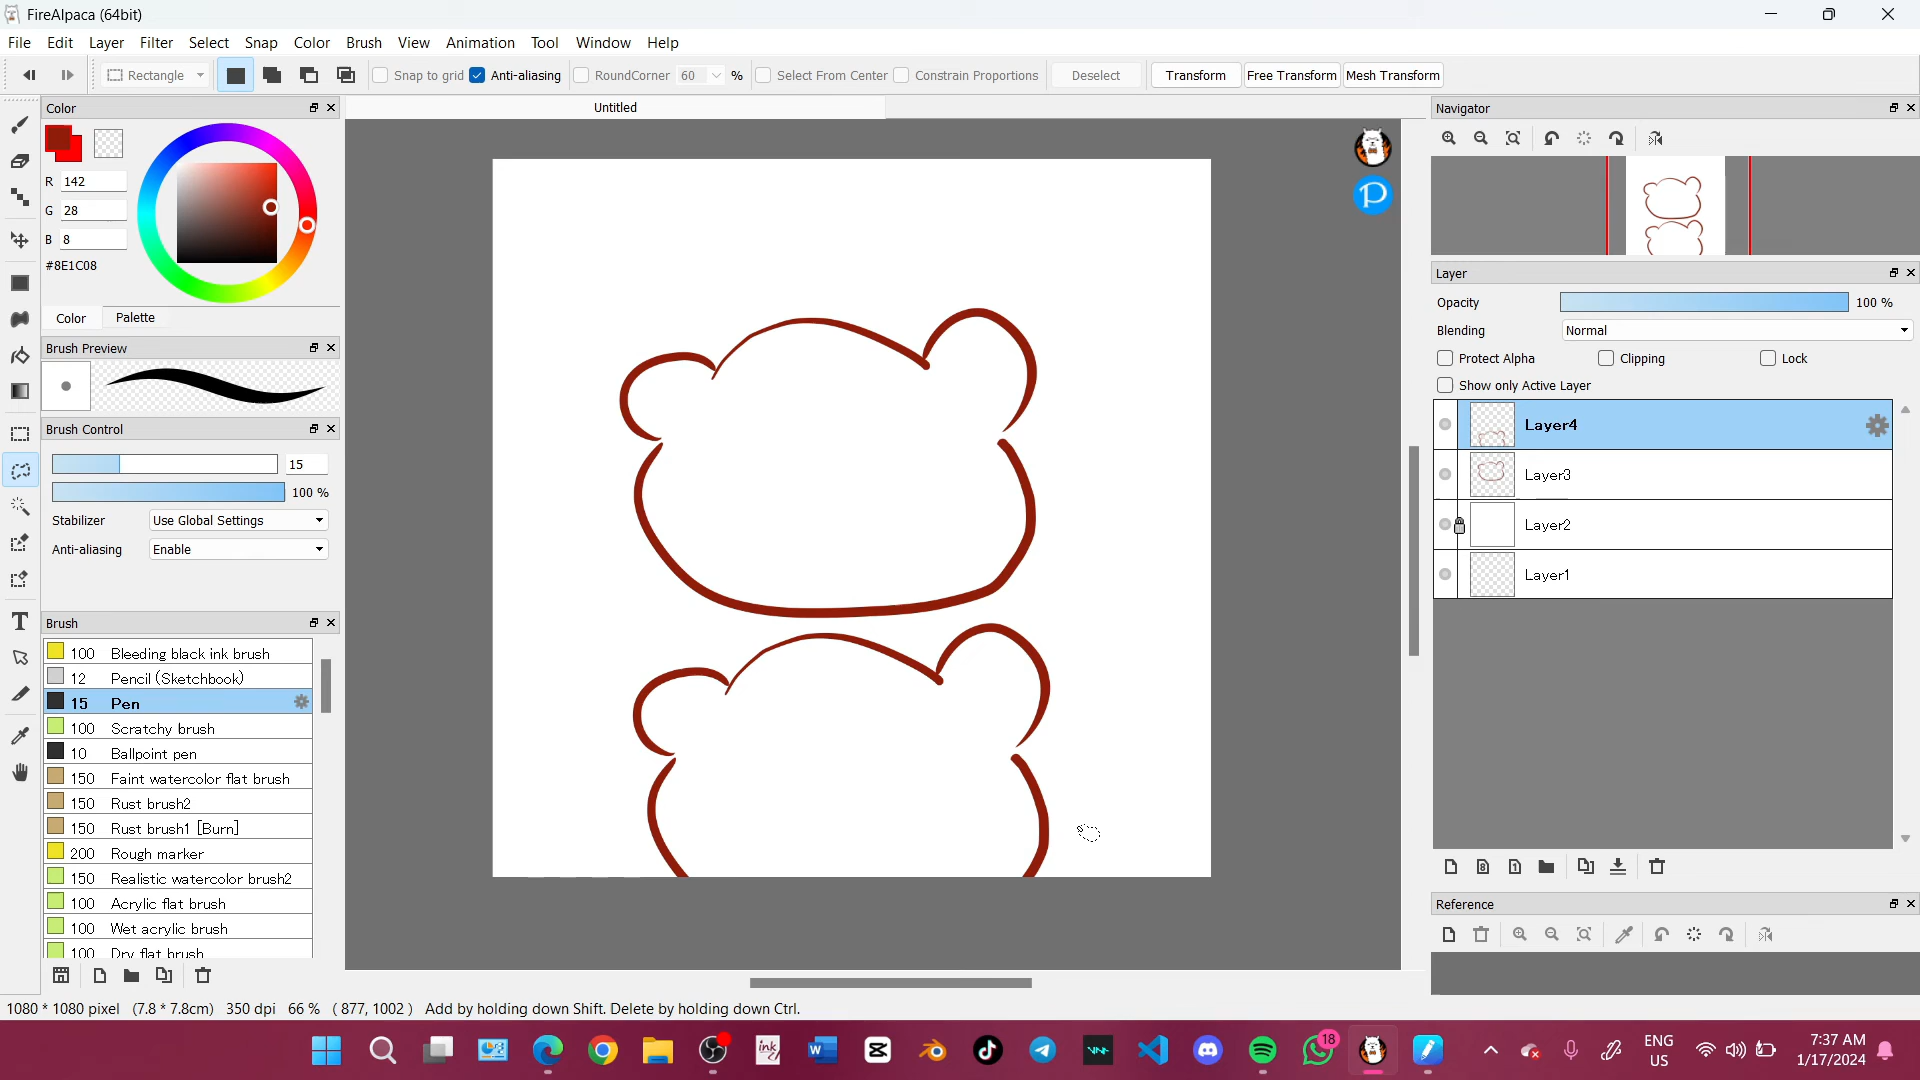 FireAlpaca (64bit)
File Edit Layer Filter Select Snap Color Brush View Animation Tool Window Help
Rectangle Snap to grid Anti-aliasing RoundCorner 60 % Select From Center Constrain Proportions Deselect Transform Free Transform Mesh Transform
Color
Untitled
R 142
G 28
B 8
#8E1C08
Color Palette
Brush Preview
Brush Control
15
100 %
Stabilizer Use Global Settings
Anti-aliasing Enable
Brush
100 Bleeding black ink brush
12 Pencil (Sketchbook)
15 Pen
100 Scratchy brush
10 Ballpoint pen
150 Faint watercolor flat brush
150 Rust brush2
150 Rust brush1 [Burn]
200 Rough marker
150 Realistic watercolor brush2
100 Acrylic flat brush
100 Wet acrylic brush
100 Dry flat brush
Navigator
Layer
Opacity 100 %
Blending Normal
Protect Alpha Clipping Lock
Show only Active Layer
Layer4
Layer3
Layer2
Layer1
8 1
Reference
1080 * 1080 pixel (7.8 * 7.8cm) 350 dpi 66 % ( 877, 1002 ) Add by holding down Shift. Delete by holding down Ctrl.
ink/
W
18
ENG
US
7:37 AM
1/17/2024